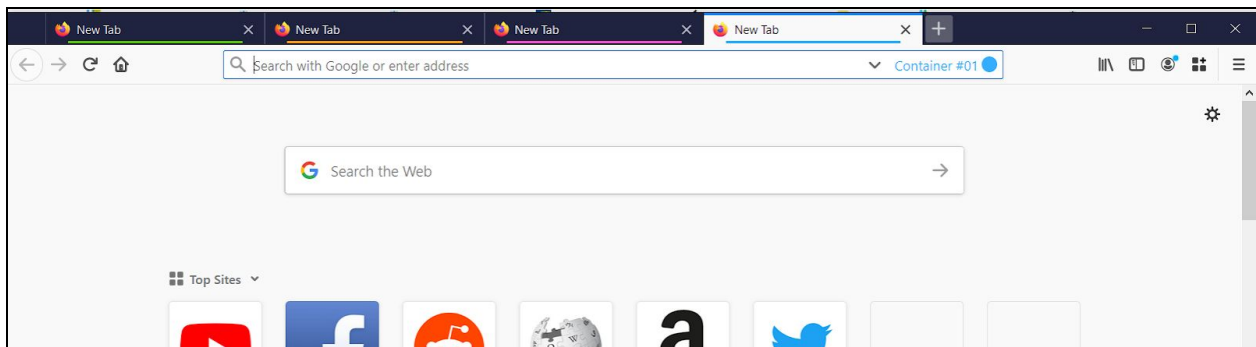 New Tab New Tab New Tab New Tab
Search with Google or enter address Container #01
Search the Web
Top Sites